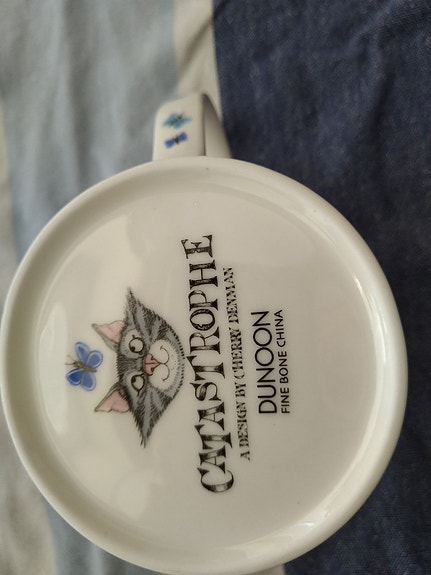 CATASTROPHE
A DESIGN BY CHERRY DENMAN
DUNOON
FINE BONE CHINA